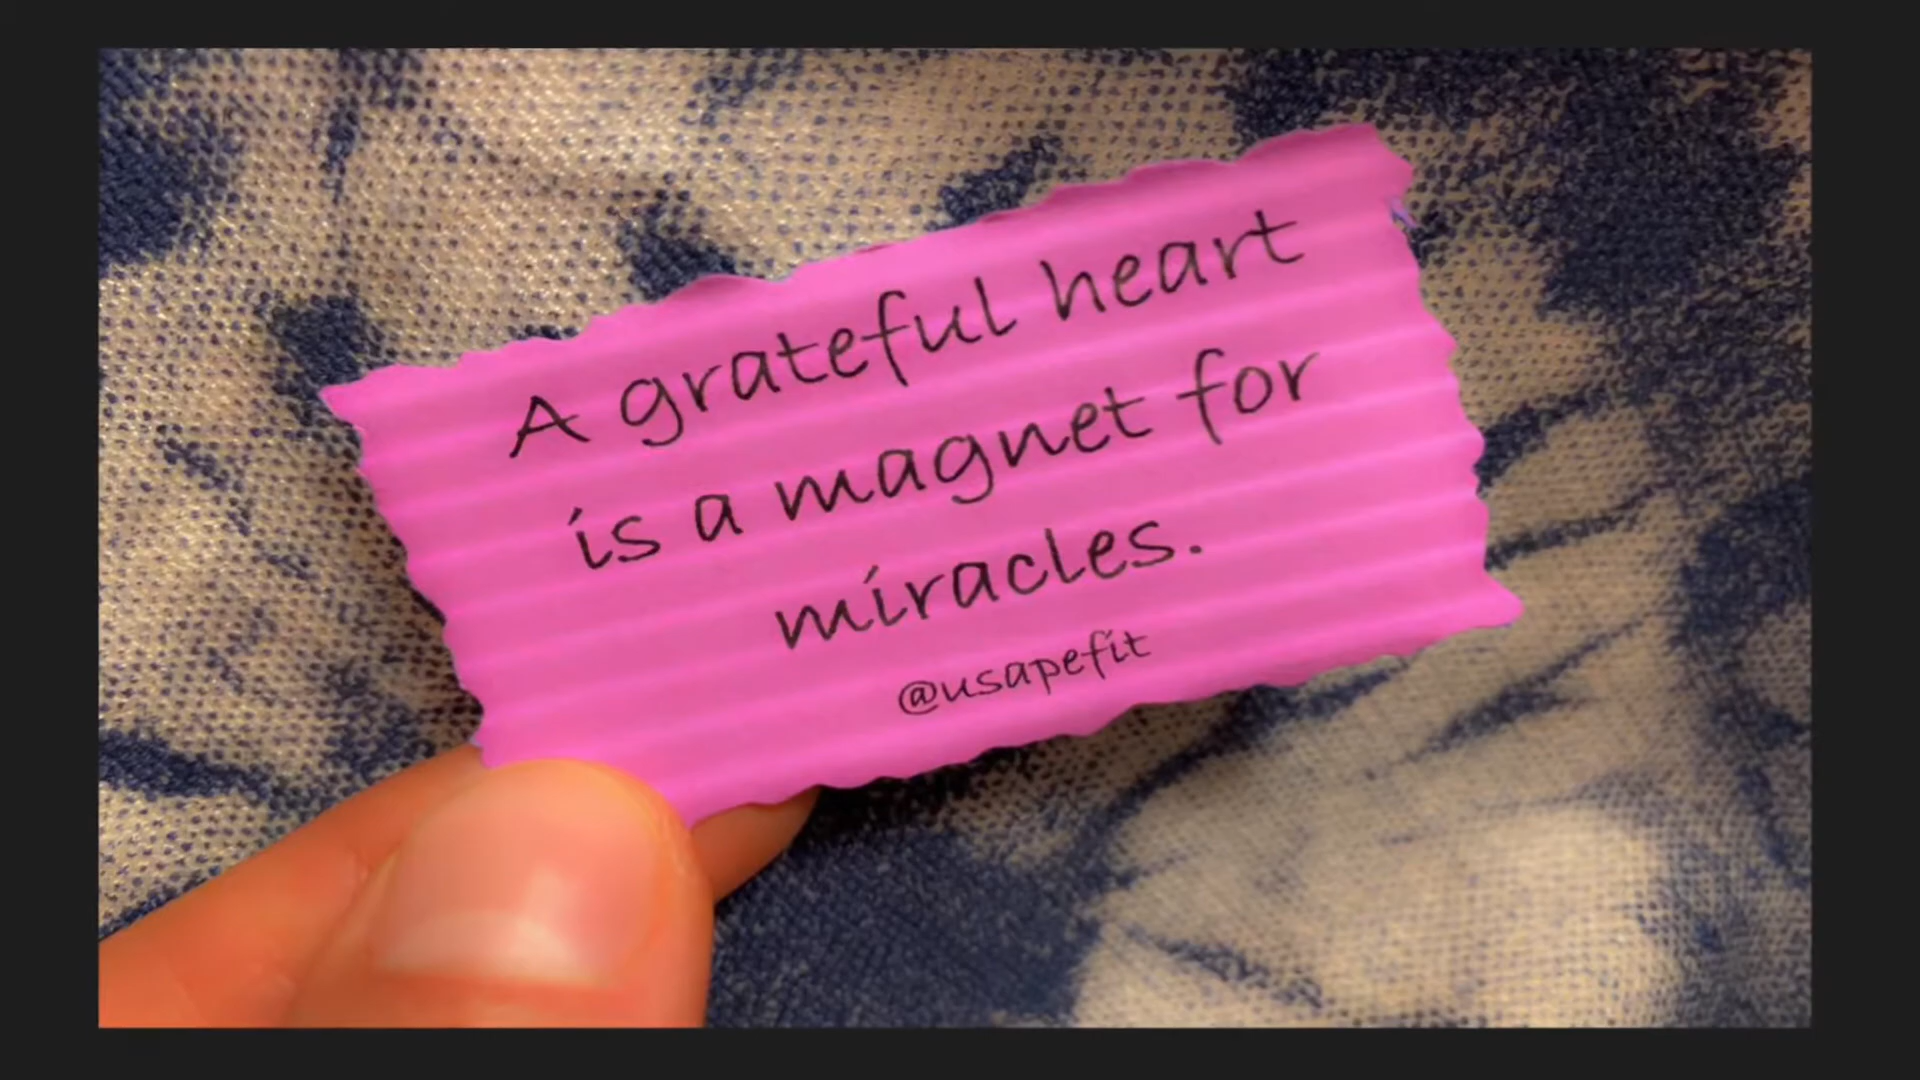 A grateful heart
is a magnet for
miracles.
@usapefit